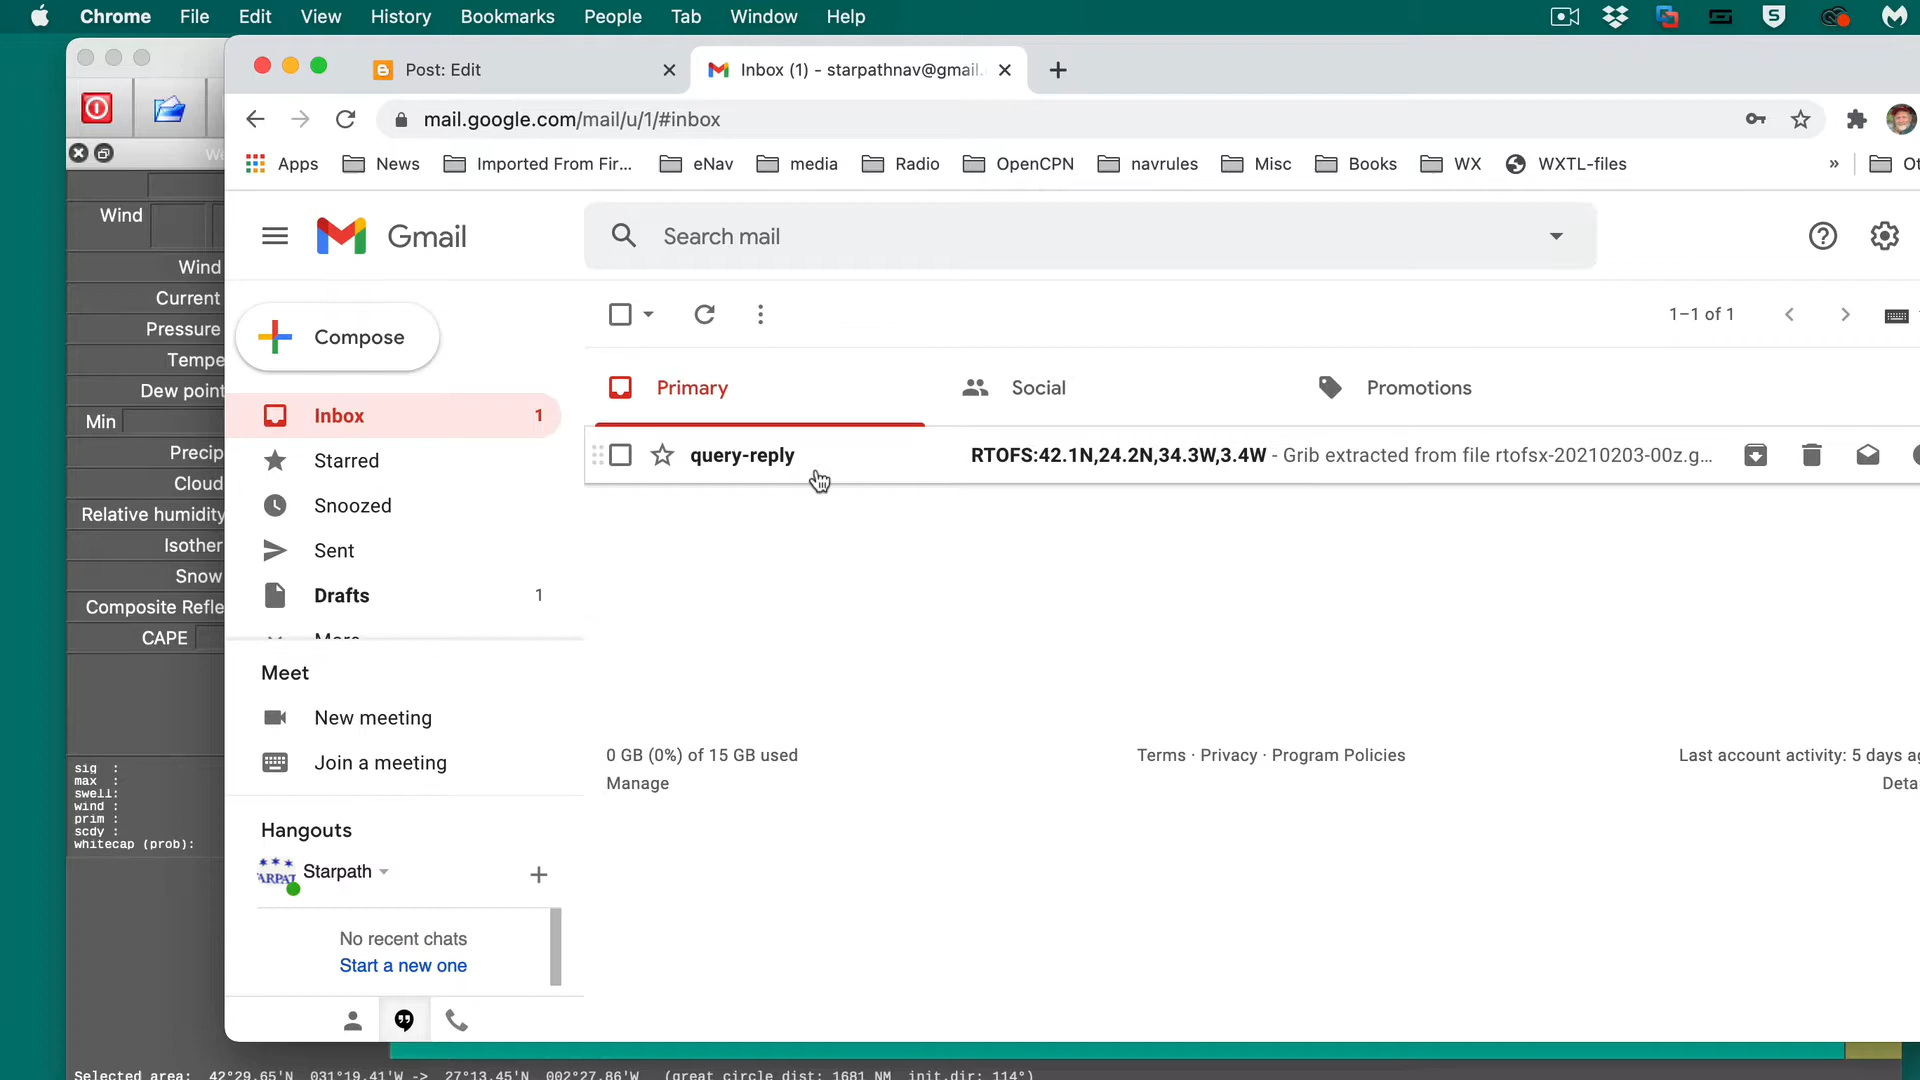 Chrome File Edit View History Bookmarks People Tab Window Help
Post: Edit
Inbox (1) - starpathnav@gmail.
mail.google.com/mail/u/1/#inbox
Apps News Imported From Fir... eNav media Radio OpenCPN navrules Misc Books WX WXTL-files » Ot
Gmail
Search mail
Compose
1–1 of 1
Primary
Social
Promotions
Inbox 1
query-reply RTOFS:42.1N,24.2N,34.3W,3.4W - Grib extracted from file rtofsx-20210203-00z.g...
Starred
Snoozed
Sent
Drafts 1
More
Meet
New meeting
Join a meeting
0 GB (0%) of 15 GB used
Manage
Terms · Privacy · Program Policies
Last account activity: 5 days ag
Deta
Hangouts
Starpath
No recent chats
Start a new one
We
Wind
Wind
Current
Pressure
Tempe
Dew point
Min
Precip
Cloud
Relative humidity
Isother
Snow
Composite Refle
CAPE
sig :
max :
swell:
wind :
prim :
scdy :
whitecap (prob):
Selected area: 42°29.65'N 031°19.41'W -> 27°13.45'N 002°27.86'W (great circle dist: 1681 NM init.dir: 114°)